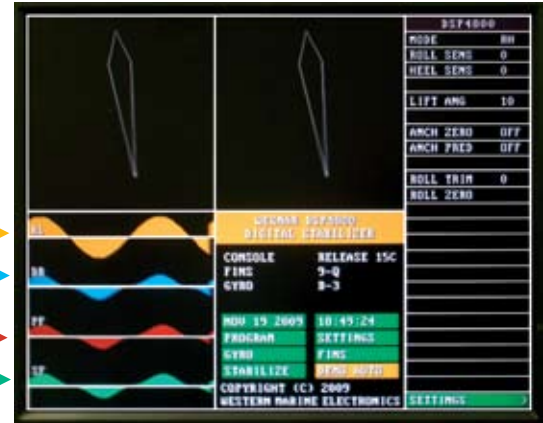 DSP4800
MODE RH
ROLL SENS 0
HEEL SENS 0
LIFT ANG 10
ANCH ZERO OFF
ANCH PRED OFF
ROLL TRIM 0
ROLL ZERO
RL
RR
PF
SF
WESMAR DSP4800
DIGITAL STABILIZER
CONSOLE RELEASE 15C
FINS 9-Q
GYRO B-3
NOV 19 2009 10:49:24
PROGRAM SETTINGS
GYRO FINS
STABILIZE DEMO AUTO
COPYRIGHT (C) 2009
WESTERN MARINE ELECTRONICS
SETTINGS >